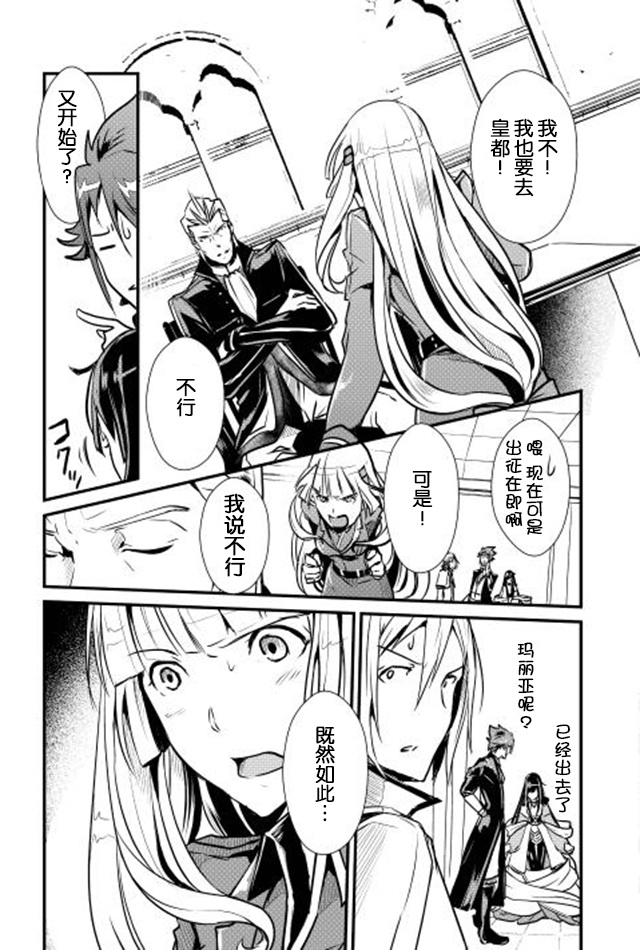 我不！
我也要去
皇都！
又开始了？
不行
喂 现在可是
出征在即啊
可是！
我说不行
玛丽亚呢？
已经出去了
既然
如此…